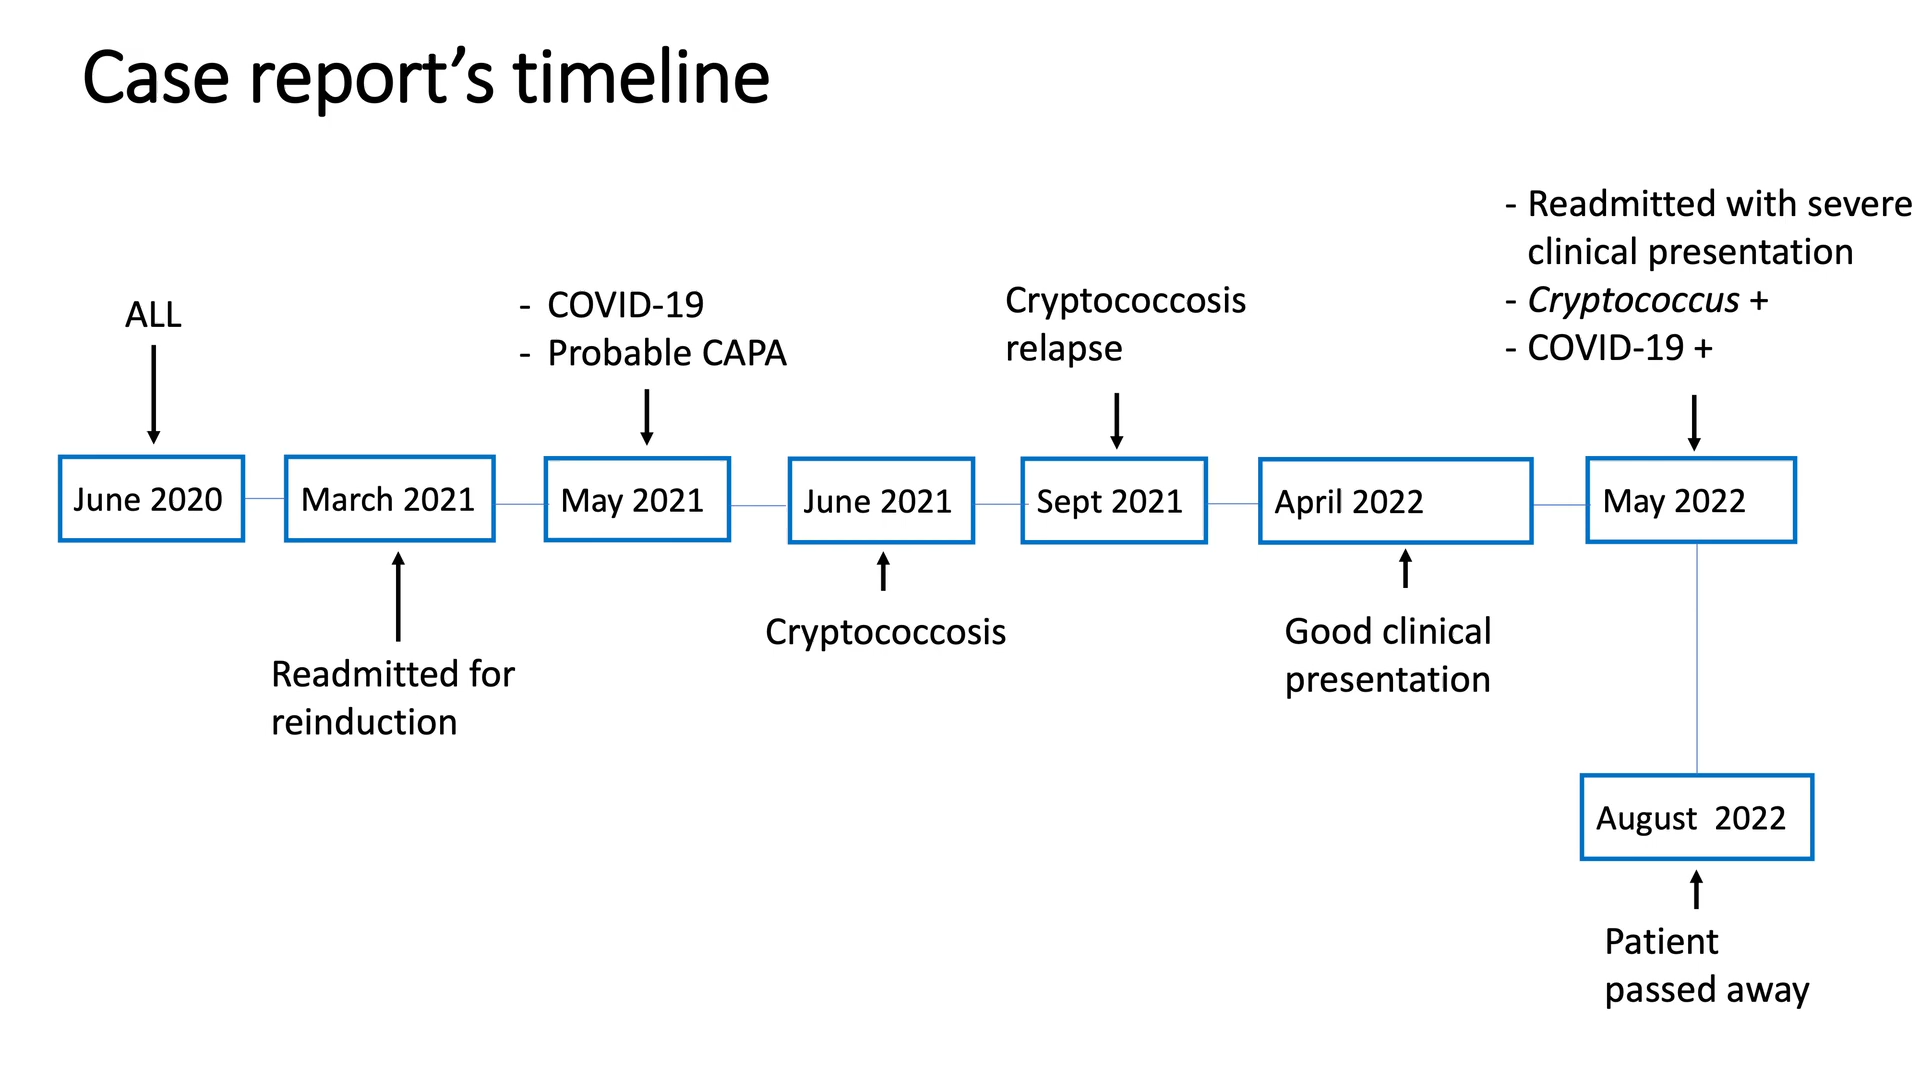 Case report’s timeline
ALL
- COVID-19
- Probable CAPA
Cryptococcosis
relapse
- Readmitted with severe
clinical presentation
- Cryptococcus +
- COVID-19 +
June 2020
March 2021
May 2021
June 2021
Sept 2021
April 2022
May 2022
Readmitted for
reinduction
Cryptococcosis
Good clinical
presentation
August  2022
Patient
passed away